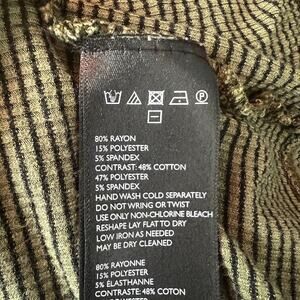 80% RAYON
15% POLYESTER
5% SPANDEX
CONTRAST: 48% COTTON
47% POLYESTER
5% SPANDEX
HAND WASH COLD SEPARATELY
DO NOT WRING OR TWIST
USE ONLY NON-CHLORINE BLEACH
RESHAPE LAY FLAT TO DRY
LOW IRON AS NEEDED
MAY BE DRY CLEANED
80% RAYONNE
15% POLYESTER
5% ÉLASTHANNE
CONTRASTE: 48% COTON